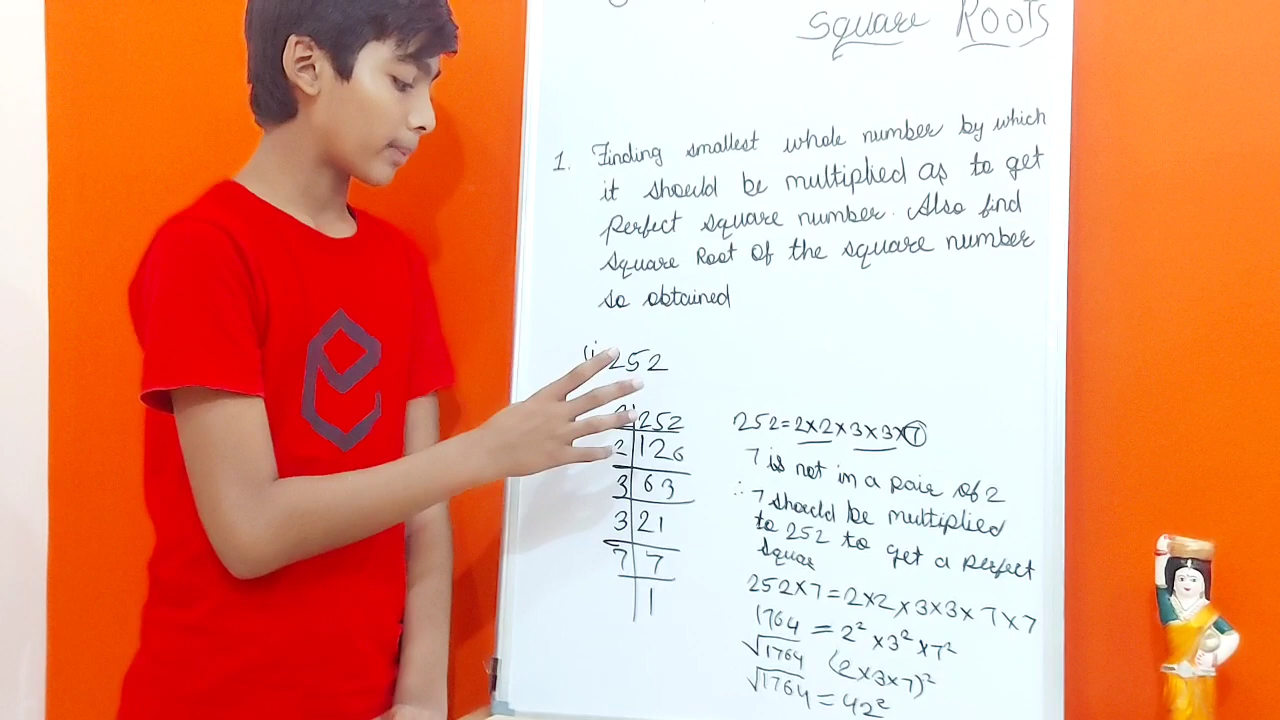 Square Roots
1. Finding smallest whole number by which
it should be multiplied as to get
perfect square number. Also find
square Root of the square number
so obtained
(i) 252
2 252
2 126
3 63
3 21
7 7
1
252=2×2×3×3×7
7 is not in a pair of 2
∴ 7 should be multiplied
to 252 to get a perfect
square
252×7=2×2×3×3×7×7
1764 = 2²×3²×7²
√1764 (2×3×7)²
√1764 = 42²